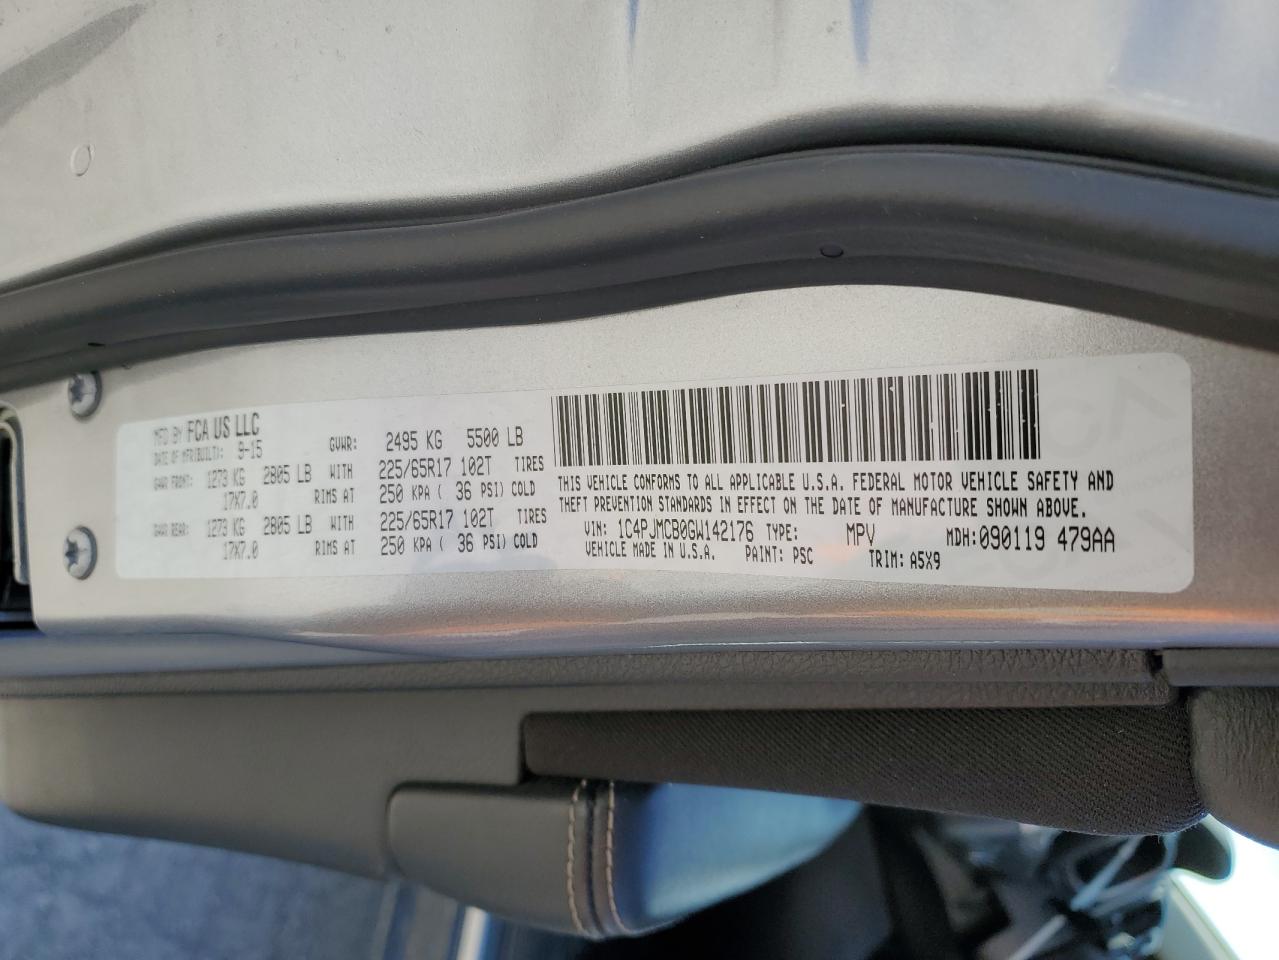 MFD BY FCA US LLC
DATE OF MFR(BUILT): 9-15 GVWR: 2495 KG 5500 LB
GAWR FRONT: 1273 KG 2805 LB WITH 225/65R17 102T TIRES
17X7.0 RIMS AT 250 KPA ( 36 PSI) COLD
GAWR REAR: 1273 KG 2805 LB WITH 225/65R17 102T TIRES
17X7.0 RIMS AT 250 KPA ( 36 PSI) COLD
THIS VEHICLE CONFORMS TO ALL APPLICABLE U.S.A. FEDERAL MOTOR VEHICLE SAFETY AND
THEFT PREVENTION STANDARDS IN EFFECT ON THE DATE OF MANUFACTURE SHOWN ABOVE.
VIN: 1C4PJMCB0GW142176 TYPE: MPV MDH: 090119 479AA
VEHICLE MADE IN U.S.A. PAINT: PSC TRIM: A5X9